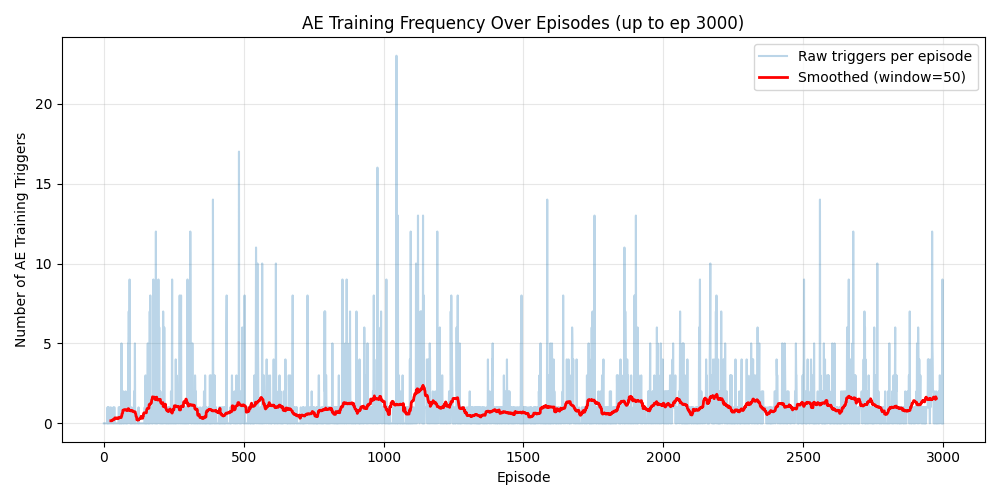 AE Training Frequency Over Episodes (up to ep 3000)
Raw triggers per episode
Smoothed (window=50)
Number of AE Training Triggers
20
15
10
5
0
0 500 1000 1500 2000 2500 3000
Episode